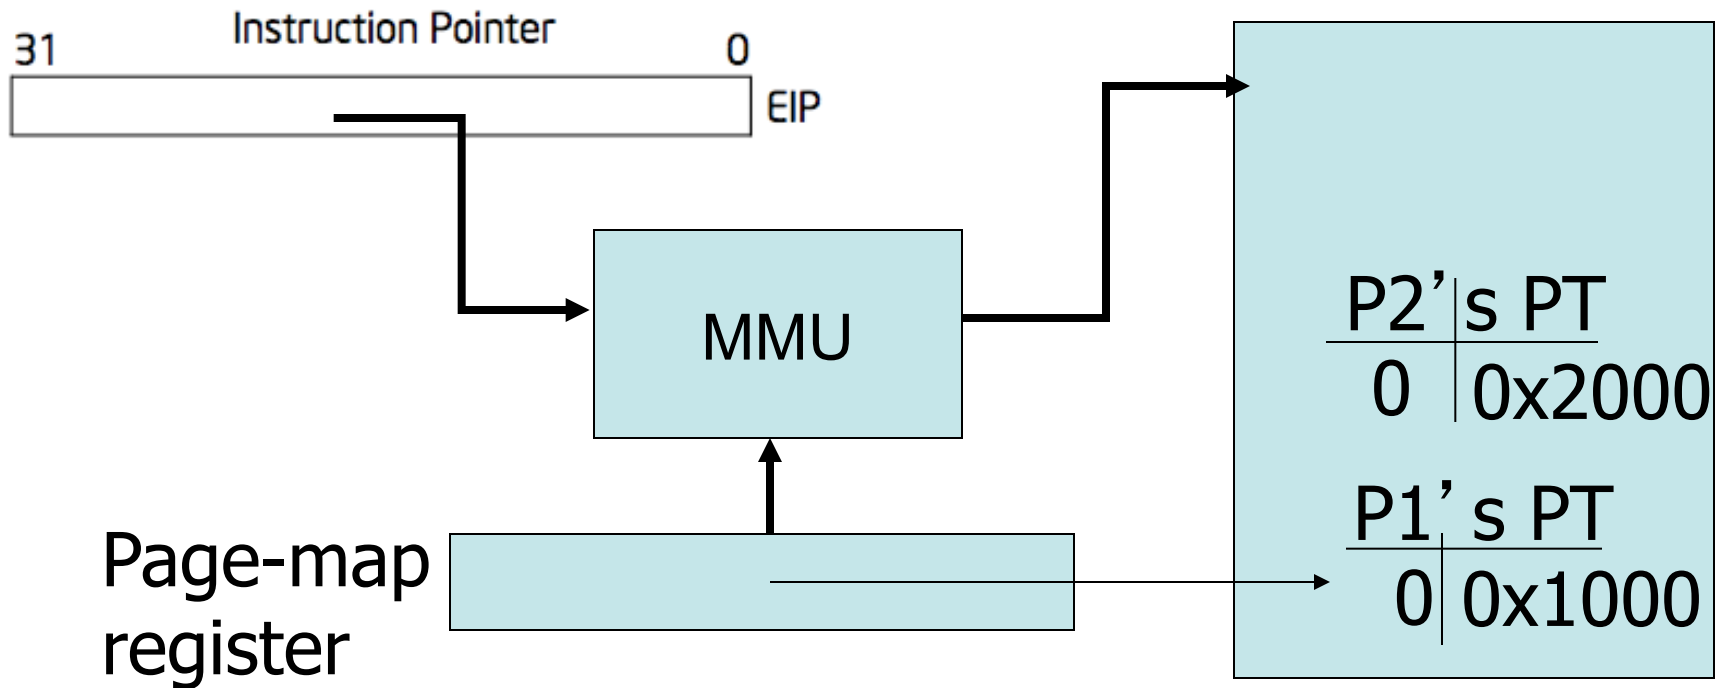 Instruction Pointer
31 0
EIP
MMU
P2’s PT
0 0x2000
P1’s PT
0 0x1000
Page-map
register